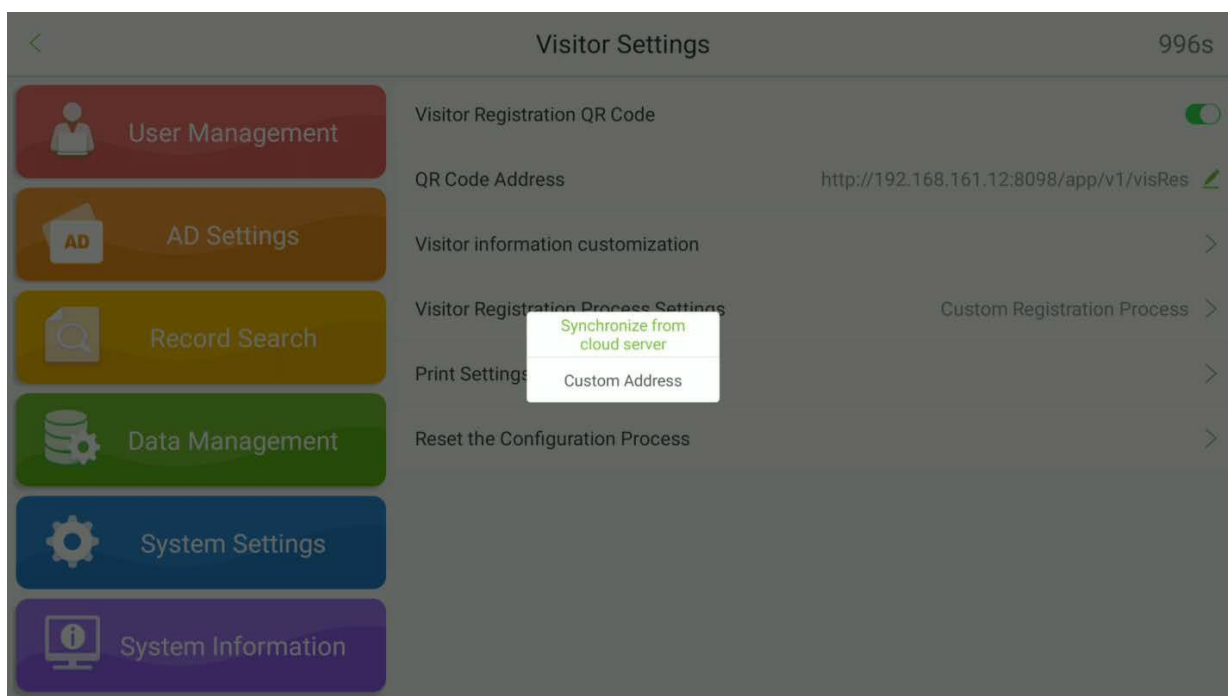 Visitor Settings
996s
User Management
AD
AD Settings
Record Search
Data Management
System Settings
System Information
Visitor Registration QR Code
QR Code Address
http://192.168.161.12:8098/app/v1/visRes
Visitor information customization
Visitor Registration Process Settings
Custom Registration Process
Synchronize from
cloud server
Print Settings
Custom Address
Reset the Configuration Process